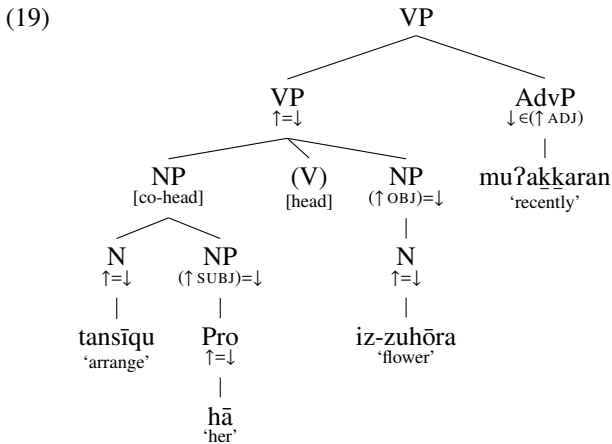 (19) VP
VP AdvP
↑=↓ ↓∈(↑ ADJ)
NP (V) NP muʔak̲k̲aran
[co-head] [head] (↑ OBJ)=↓ ‘recently’
N NP N
↑=↓ (↑ SUBJ)=↓ ↑=↓
tansīqu Pro iz-zuhōra
‘arrange’ ↑=↓ ‘flower’
hā
‘her’